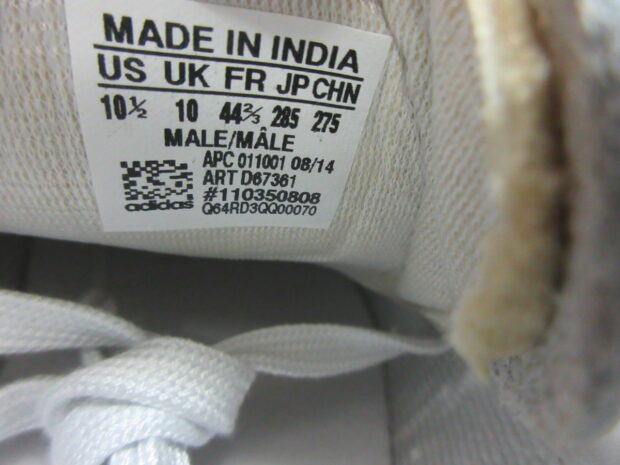 MADE IN INDIA
US UK FR JP CHN
10½ 10 44⅔ 285 275
MALE/MÂLE
APC 011001 08/14
ART D67361
#110350808
adidas Q64RD3QQ00070